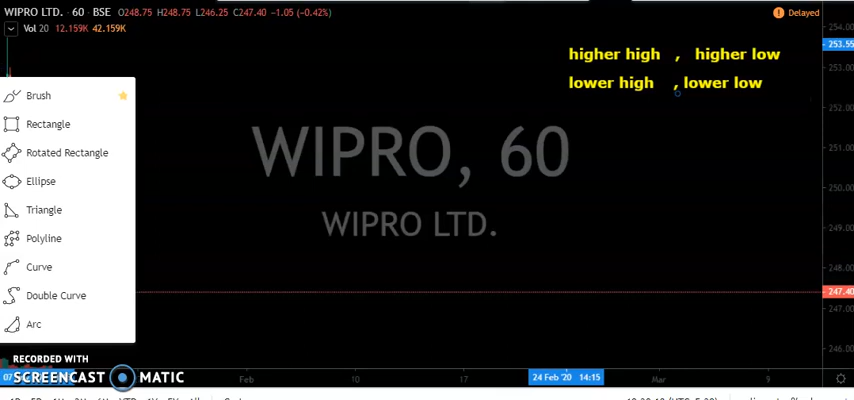 WIPRO LTD. · 60 · BSE O248.75 H248.75 L246.25 C247.40 −1.05 (−0.42%)
Delayed
Vol 20 12.159K 42.159K
254.00
253.55
higher high , higher low
253.00
lower high , lower low
Brush
252.00
Rectangle
WIPRO, 60
251.00
Rotated Rectangle
Ellipse
250.00
Triangle
WIPRO LTD.
249.00
Polyline
Curve
248.00
Double Curve
247.40
Arc
246.00
RECORDED WITH
SCREENCAST MATIC
07
Feb
10
17
24 Feb '20 14:15
Mar
9